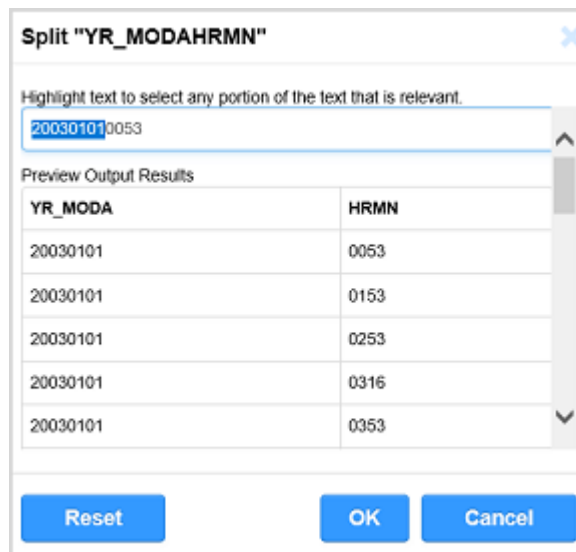 Split "YR_MODAHRMN"
Highlight text to select any portion of the text that is relevant.
200301010053
Preview Output Results
YR_MODA HRMN
20030101 0053
20030101 0153
20030101 0253
20030101 0316
20030101 0353
Reset OK Cancel